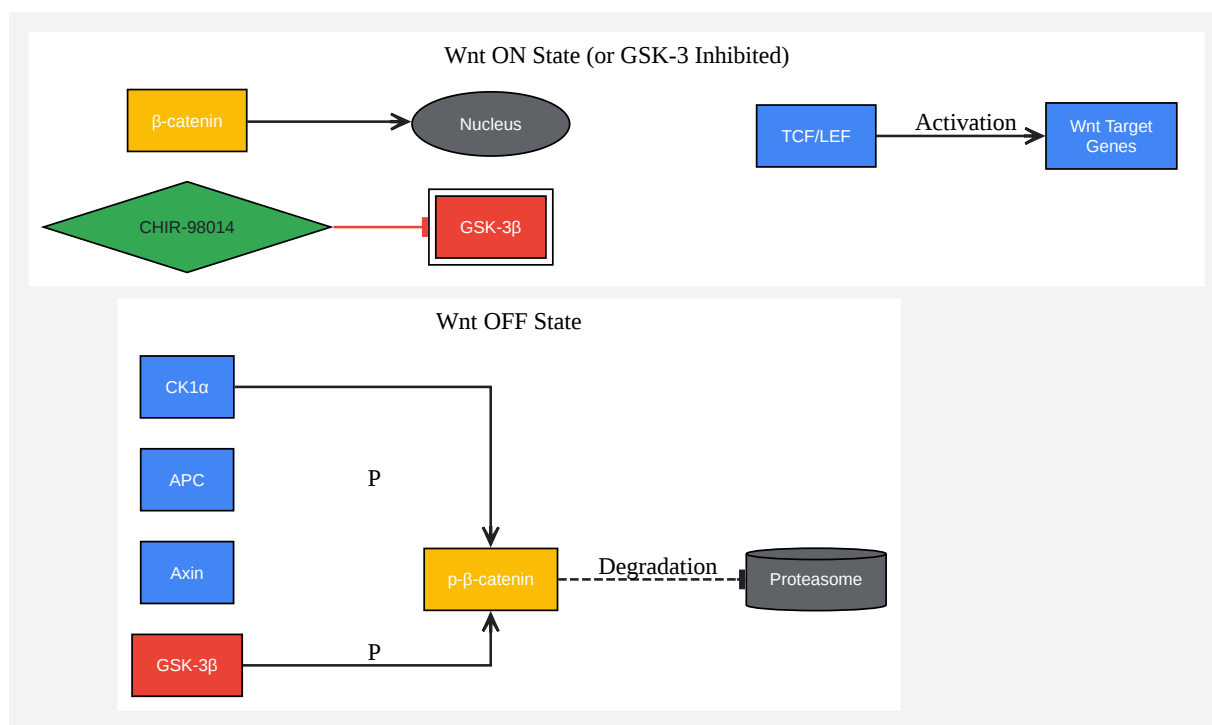 Wnt ON State (or GSK-3 Inhibited)
β-catenin
Nucleus
TCF/LEF
Activation
Wnt Target
Genes
CHIR-98014
GSK-3β
Wnt OFF State
CK1α
APC
P
Axin
p-β-catenin
Degradation
Proteasome
GSK-3β
P